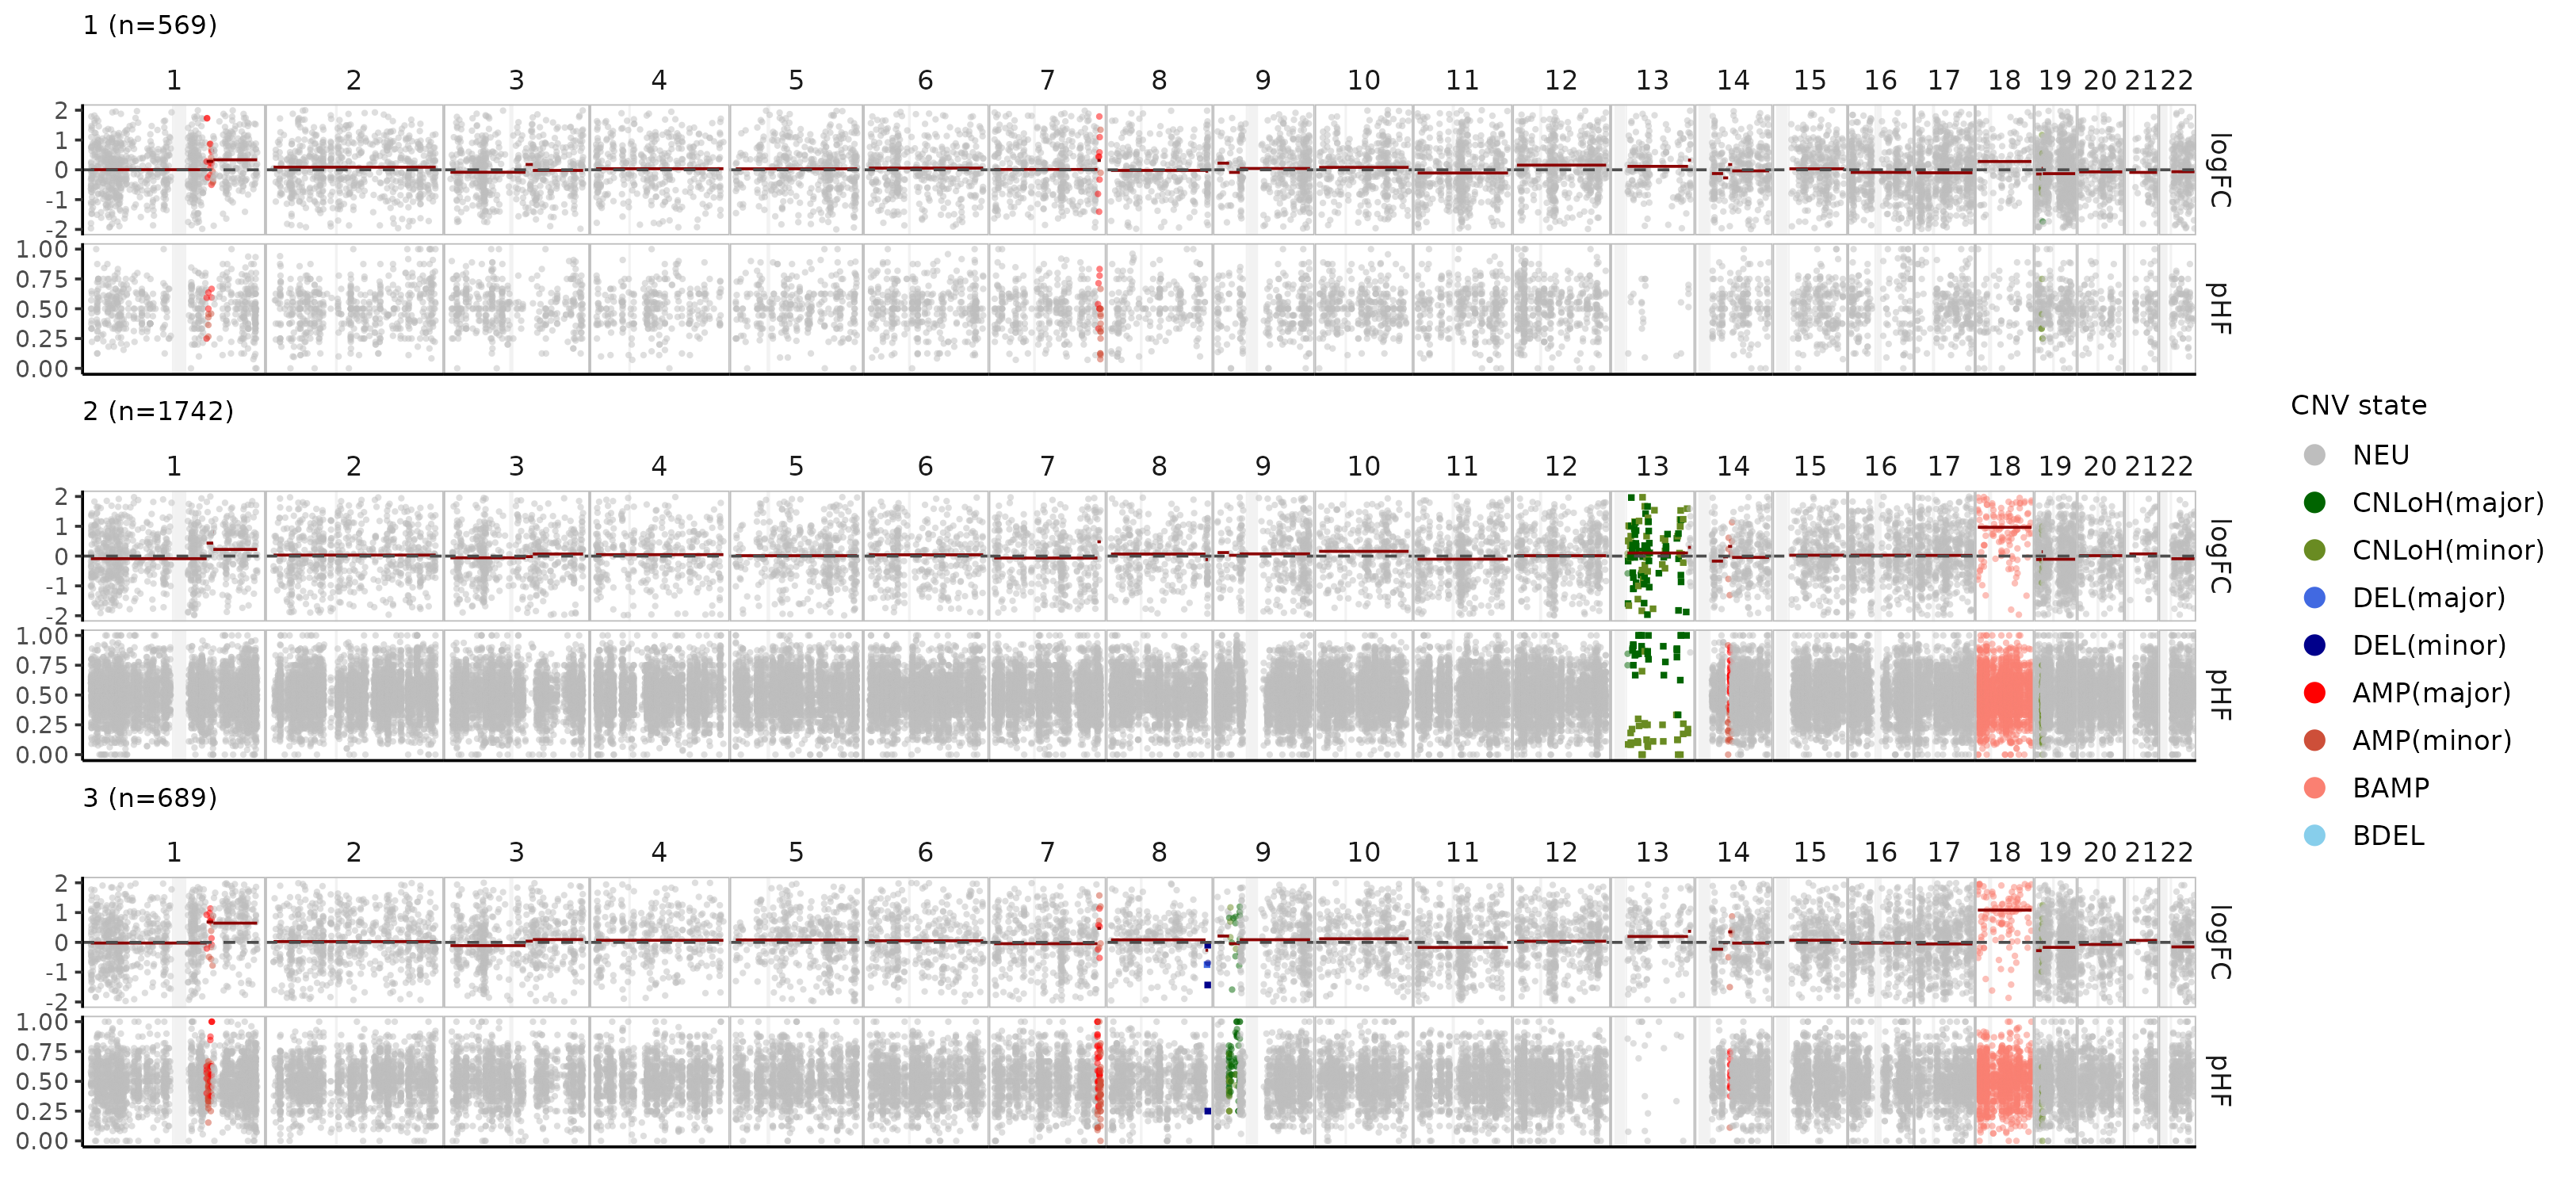 1 (n=569)
1 2 3 4 5 6 7 8 9 10 11 12 13 14 15 16 17 18 19 20 21 22
2
1
0
-1
-2
logFC
1.00
0.75
0.50
0.25
0.00
pHF
2 (n=1742)
1 2 3 4 5 6 7 8 9 10 11 12 13 14 15 16 17 18 19 20 21 22
2
1
0
-1
-2
logFC
1.00
0.75
0.50
0.25
0.00
pHF
3 (n=689)
1 2 3 4 5 6 7 8 9 10 11 12 13 14 15 16 17 18 19 20 21 22
2
1
0
-1
-2
logFC
1.00
0.75
0.50
0.25
0.00
pHF
CNV state
NEU
CNLoH(major)
CNLoH(minor)
DEL(major)
DEL(minor)
AMP(major)
AMP(minor)
BAMP
BDEL